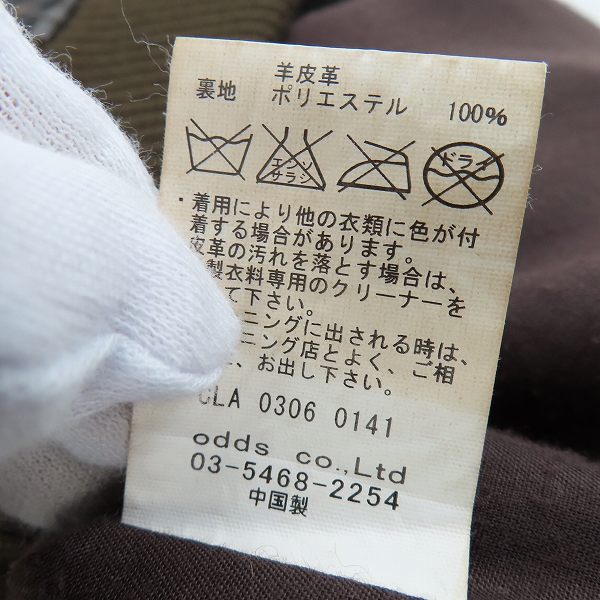 羊皮革
裏地 ポリエステル 100%
エンソ
サラシ
ドライ
・着用により他の衣類に色が付
着する場合があります。
皮革の汚れを落とす場合は、
製衣料専用のクリーナーを
て下さい。
ニングに出される時は、
ニング店とよく、ご相
、お出し下さい。
CLA 0306 0141
odds co.,Ltd
03-5468-2254
中国製